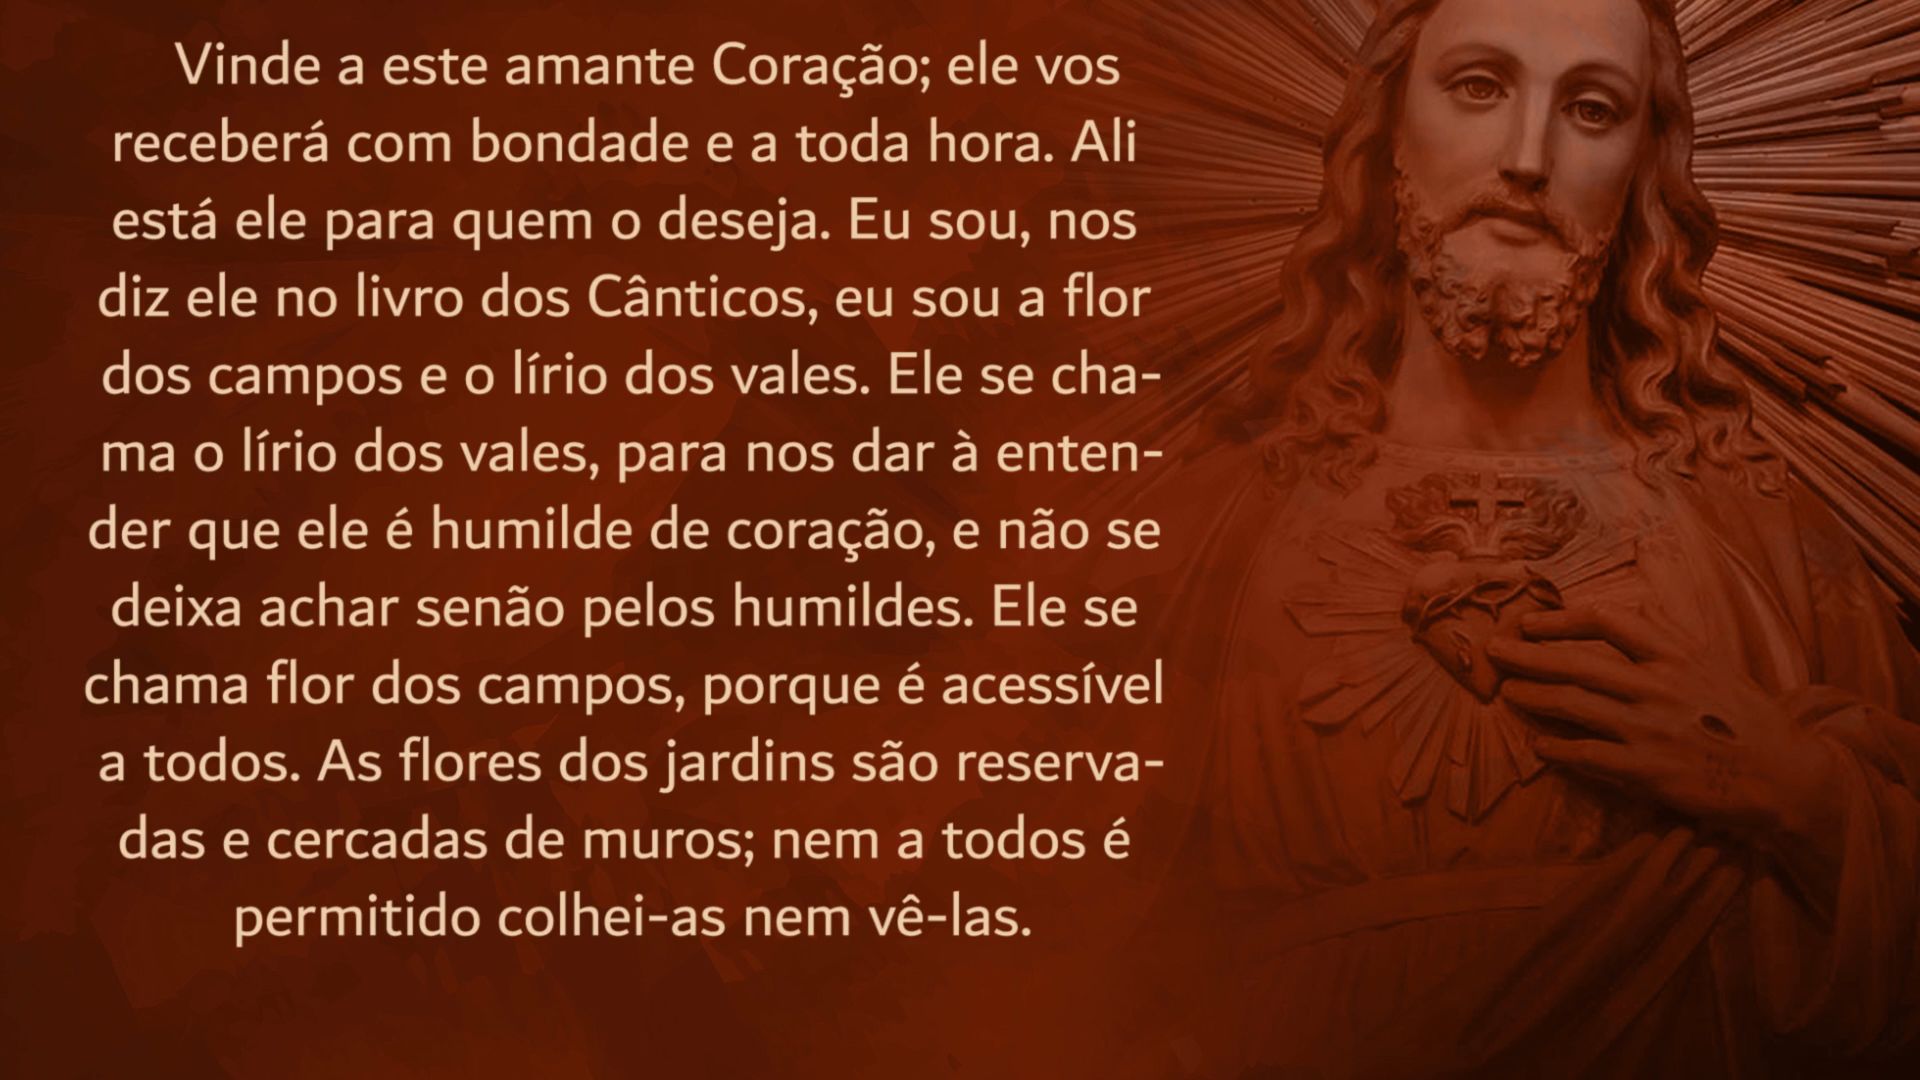 Vinde a este amante Coração; ele vos
receberá com bondade e a toda hora. Ali
está ele para quem o deseja. Eu sou, nos
diz ele no livro dos Cânticos, eu sou a flor
dos campos e o lírio dos vales. Ele se cha-
ma o lírio dos vales, para nos dar à enten-
der que ele é humilde de coração, e não se
deixa achar senão pelos humildes. Ele se
chama flor dos campos, porque é acessível
a todos. As flores dos jardins são reserva-
das e cercadas de muros; nem a todos é
permitido colhei-as nem vê-las.